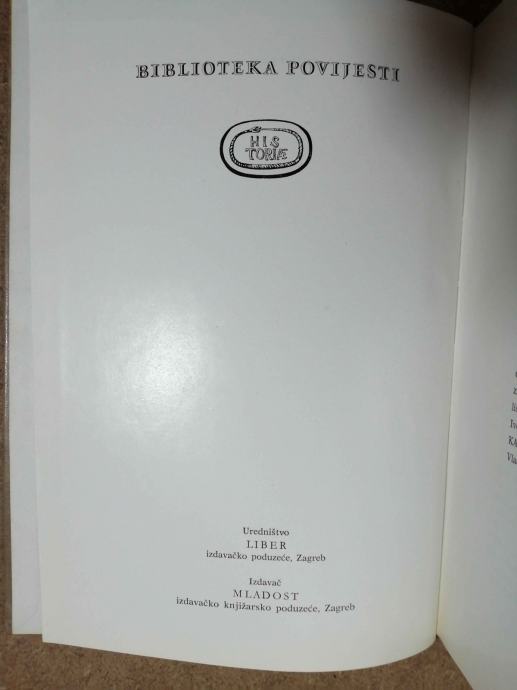 BIBLIOTEKA POVIJESTI
HIS
TORIÆ
Uredništvo
LIBER
izdavačko poduzeće, Zagreb
Izdavač
MLADOST
izdavačko knjižarsko poduzeće, Zagreb